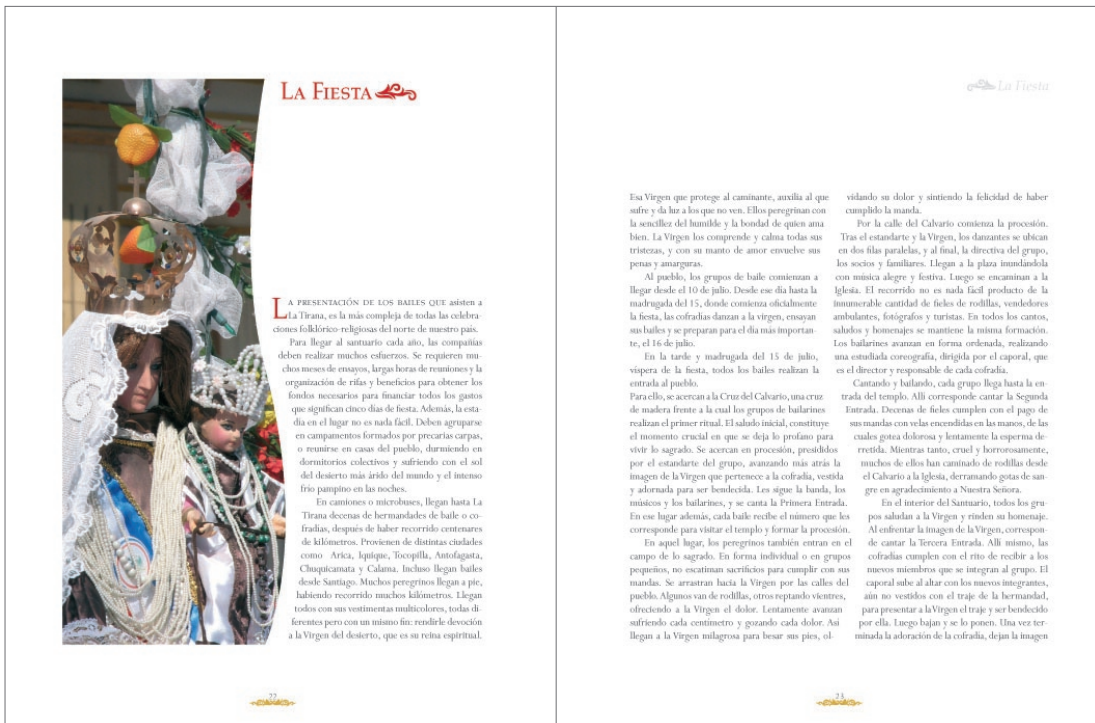 LA FIESTA
LA PRESENTACIÓN DE LOS BAILES QUE asisten a
La Tirana, es la más compleja de todas las celebra-
ciones folklórico-religiosas del norte de nuestro país.
Para llegar al santuario cada año, las compañías
deben realizar muchos esfuerzos. Se requieren mu-
chos meses de ensayos, largas horas de reuniones y la
organización de rifas y beneficios para obtener los
fondos necesarios para financiar todos los gastos
que significan cinco días de fiesta. Además, la esta-
día en el lugar no es nada fácil. Deben agruparse
en campamentos formados por precarias carpas,
o reunirse en casas del pueblo, durmiendo en
dormitorios colectivos y sufriendo con el sol
del desierto más árido del mundo y el intenso
frío pampino en las noches.
En camiones o microbuses, llegan hasta La
Tirana decenas de hermandades de baile o co-
fradías, después de haber recorrido centenares
de kilómetros. Provienen de distintas ciudades
como Arica, Iquique, Tocopilla, Antofagasta,
Chuquicamata y Calama. Incluso llegan bailes
desde Santiago. Muchos peregrinos llegan a pie,
habiendo recorrido muchos kilómetros. Llegan
todos con sus vestimentas multicolores, todas di-
ferentes pero con un mismo fin: rendirle devoción
a la Virgen del desierto, que es su reina espiritual.
22
La Fiesta
Esa Virgen que protege al caminante, auxilia al que
sufre y da luz a los que no ven. Ellos peregrinan con
la sencillez del humilde y la bondad de quien ama
bien. La Virgen los comprende y calma todas sus
tristezas, y con su manto de amor envuelve sus
penas y amarguras.
Al pueblo, los grupos de baile comienzan a
llegar desde el 10 de julio. Desde ese día hasta la
madrugada del 15, donde comienza oficialmente
la fiesta, las cofradías danzan a la virgen, ensayan
sus bailes y se preparan para el día más importan-
te, el 16 de julio.
En la tarde y madrugada del 15 de julio,
víspera de la fiesta, todos los bailes realizan la
entrada al pueblo.
Para ello, se acercan a la Cruz del Calvario, una cruz
de madera frente a la cual los grupos de bailarines
realizan el primer ritual. El saludo inicial, constituye
el momento crucial en que se deja lo profano para
vivir lo sagrado. Se acercan en procesión, presididos
por el estandarte del grupo, avanzando más atrás la
imagen de la Virgen que pertenece a la cofradía, vestida
y adornada para ser bendecida. Les sigue la banda, los
músicos y los bailarines, y se canta la Primera Entrada.
En ese lugar además, cada baile recibe el número que les
corresponde para visitar el templo y formar la procesión.
En aquel lugar, los peregrinos también entran en el
campo de lo sagrado. En forma individual o en grupos
pequeños, no escatiman sacrificios para cumplir con sus
mandas. Se arrastran hacia la Virgen por las calles del
pueblo. Algunos van de rodillas, otros reptando vientres,
ofreciendo a la Virgen el dolor. Lentamente avanzan
sufriendo cada centímetro y gozando cada dolor. Así
llegan a la Virgen milagrosa para besar sus pies, ol-
vidando su dolor y sintiendo la felicidad de haber
cumplido la manda.
Por la calle del Calvario comienza la procesión.
Tras el estandarte y la Virgen, los danzantes se ubican
en dos filas paralelas, y al final, la directiva del grupo,
los socios y familiares. Llegan a la plaza inundándola
con música alegre y festiva. Luego se encaminan a la
Iglesia. El recorrido no es nada fácil producto de la
innumerable cantidad de fieles de rodillas, vendedores
ambulantes, fotógrafos y turistas. En todos los cantos,
saludos y homenajes se mantiene la misma formación.
Los bailarines avanzan en forma ordenada, realizando
una estudiada coreografía, dirigida por el caporal, que
es el director y responsable de cada cofradía.
Cantando y bailando, cada grupo llega hasta la en-
trada del templo. Allí corresponde cantar la Segunda
Entrada. Decenas de fieles cumplen con el pago de
sus mandas con velas encendidas en las manos, de las
cuales gotea dolorosa y lentamente la esperma de-
rretida. Mientras tanto, cruel y horrorosamente,
muchos de ellos han caminado de rodillas desde
el Calvario a la Iglesia, derramando gotas de san-
gre en agradecimiento a Nuestra Señora.
En el interior del Santuario, todos los gru-
pos saludan a la Virgen y rinden su homenaje.
Al enfrentar la imagen de la Virgen, correspon-
de cantar la Tercera Entrada. Allí mismo, las
cofradías cumplen con el rito de recibir a los
nuevos miembros que se integran al grupo. El
caporal sube al altar con los nuevos integrantes,
aún no vestidos con el traje de la hermandad,
para presentar a la Virgen el traje y ser bendecido
por ella. Luego bajan y se lo ponen. Una vez ter-
minada la adoración de la cofradía, dejan la imagen
23